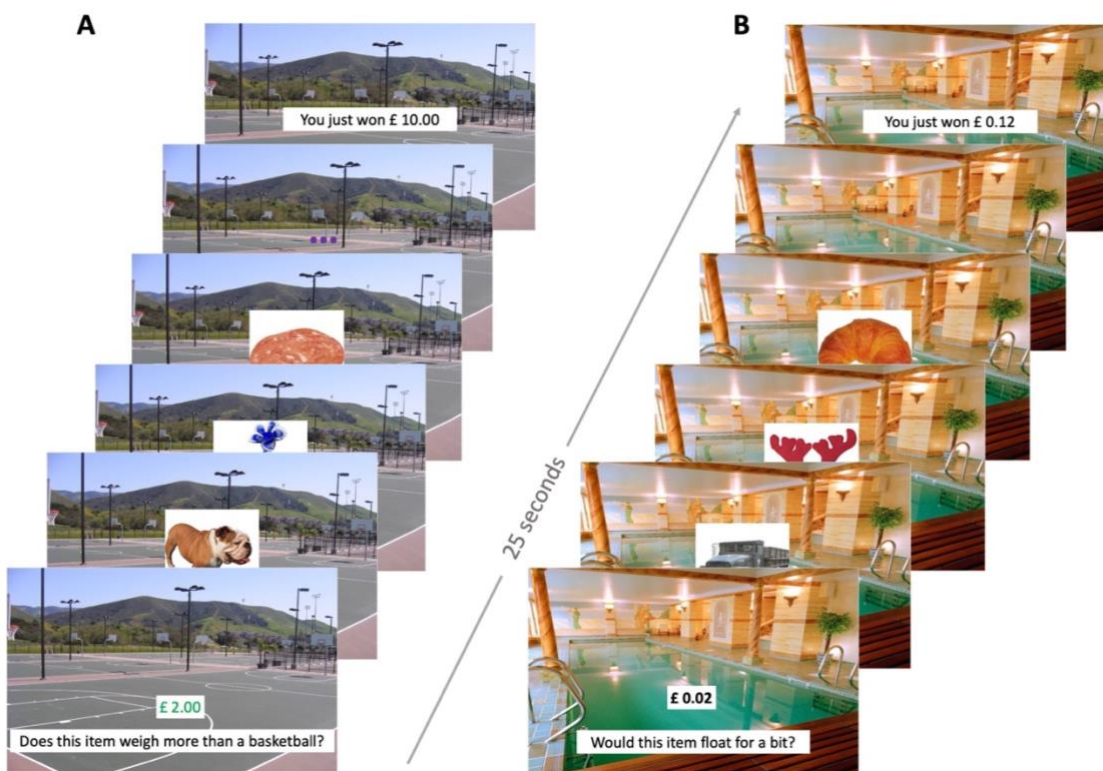 A
You just won £ 10.00
£ 2.00
Does this item weigh more than a basketball?
25 seconds
B
You just won £ 0.12
£ 0.02
Would this item float for a bit?